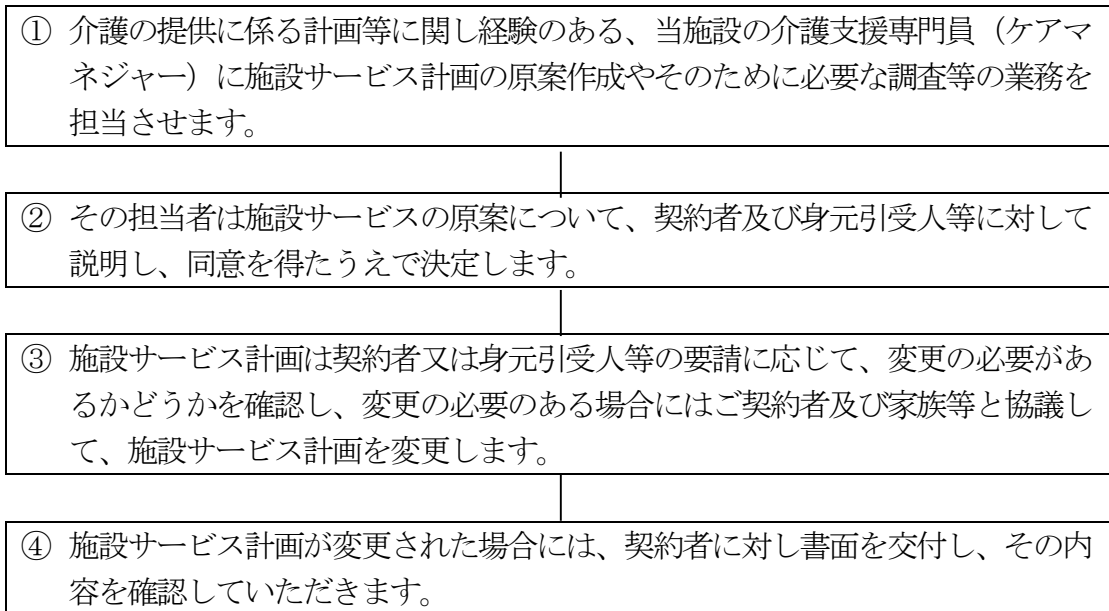 ① 介護の提供に係る計画等に関し経験のある、当施設の介護支援専門員（ケアマ
ネジャー）に施設サービス計画の原案作成やそのために必要な調査等の業務を
担当させます。
② その担当者は施設サービスの原案について、契約者及び身元引受人等に対して
説明し、同意を得たうえで決定します。
③ 施設サービス計画は契約者又は身元引受人等の要請に応じて、変更の必要があ
るかどうかを確認し、変更の必要のある場合にはご契約者及び家族等と協議し
て、施設サービス計画を変更します。
④ 施設サービス計画が変更された場合には、契約者に対し書面を交付し、その内
容を確認していただきます。